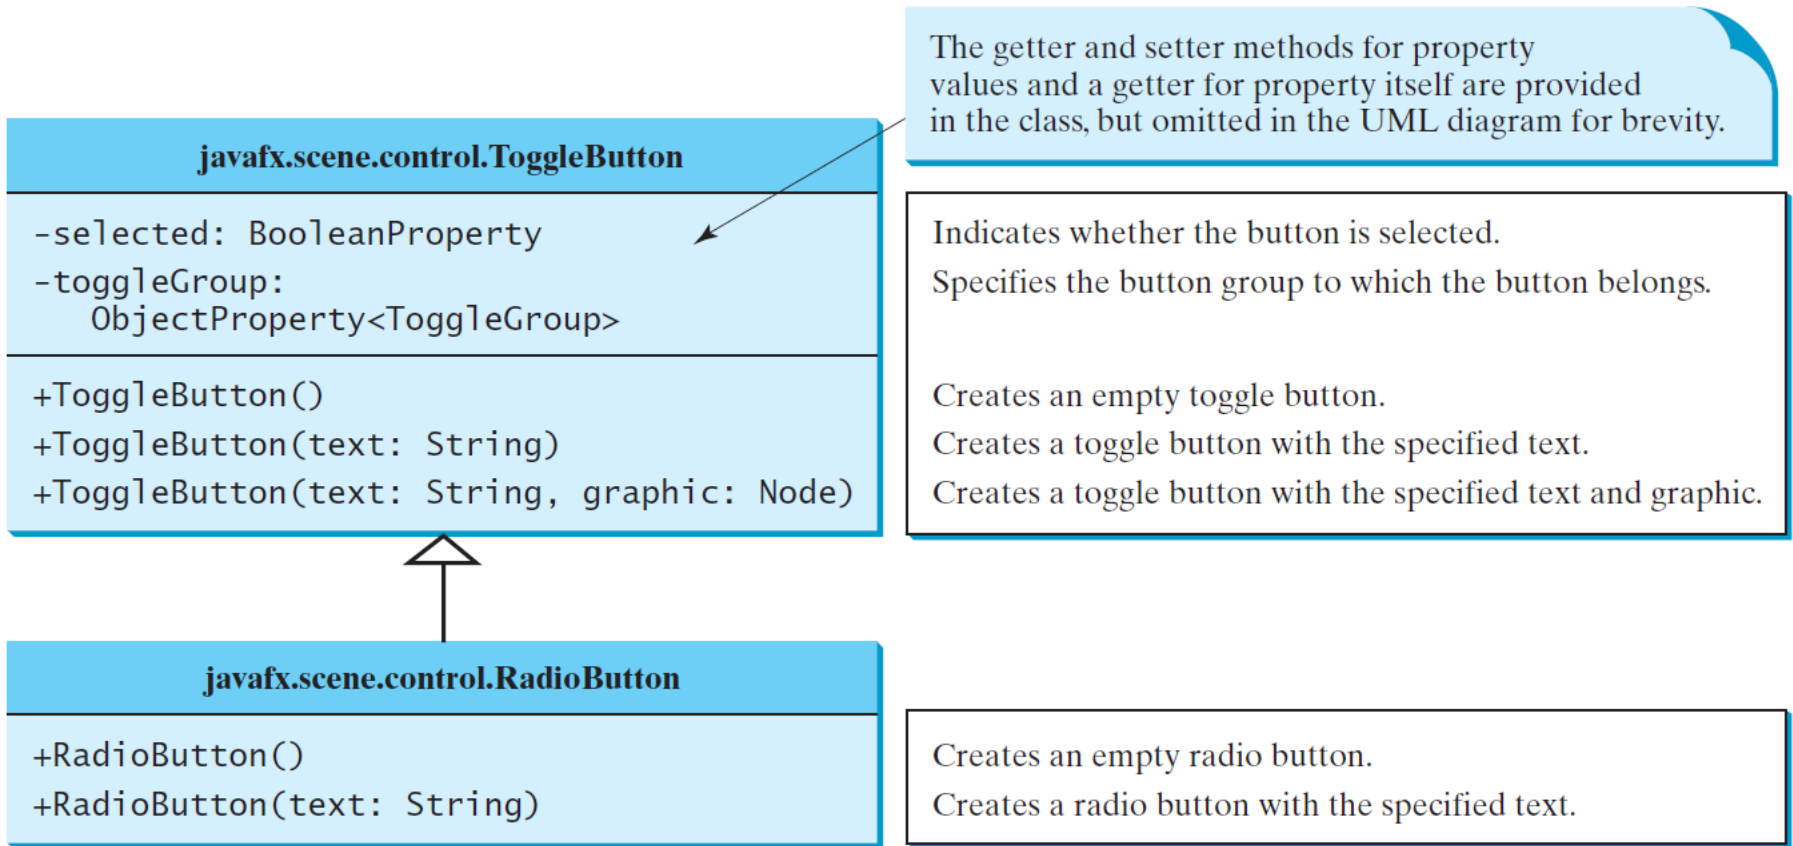 The getter and setter methods for property
values and a getter for property itself are provided
in the class, but omitted in the UML diagram for brevity.
javafx.scene.control.ToggleButton
-selected: BooleanProperty
Indicates whether the button is selected.
-toggleGroup:
Specifies the button group to which the button belongs.
ObjectProperty<ToggleGroup>
+ToggleButton()
Creates an empty toggle button.
+ToggleButton(text: String)
Creates a toggle button with the specified text.
+ToggleButton(text: String, graphic: Node)
Creates a toggle button with the specified text and graphic.
javafx.scene.control.RadioButton
+RadioButton()
Creates an empty radio button.
+RadioButton(text: String)
Creates a radio button with the specified text.